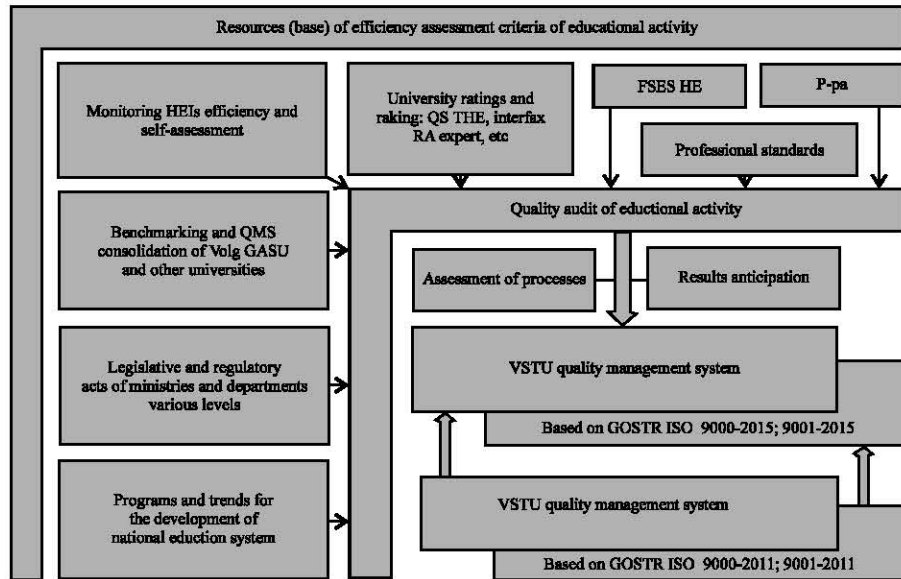 Resources (base) of efficiency assessment criteria of educational activity
Monitoring HEIs efficiency and
self-assessment
University ratings and
raking: QS THE, interfax
RA expert, etc
FSES HE
P-pa
Professional standards
Quality audit of eductional activity
Benchmarking and QMS
consolidation of Volg GASU
and other universities
Assessment of processes
Results anticipation
Legislative and regulatory
acts of ministries and departments
various levels
VSTU quality management system
Based on GOSTR ISO 9000-2015; 9001-2015
Programs and trends for
the development of
national eduction system
VSTU quality management system
Based on GOSTR ISO 9000-2011; 9001-2011